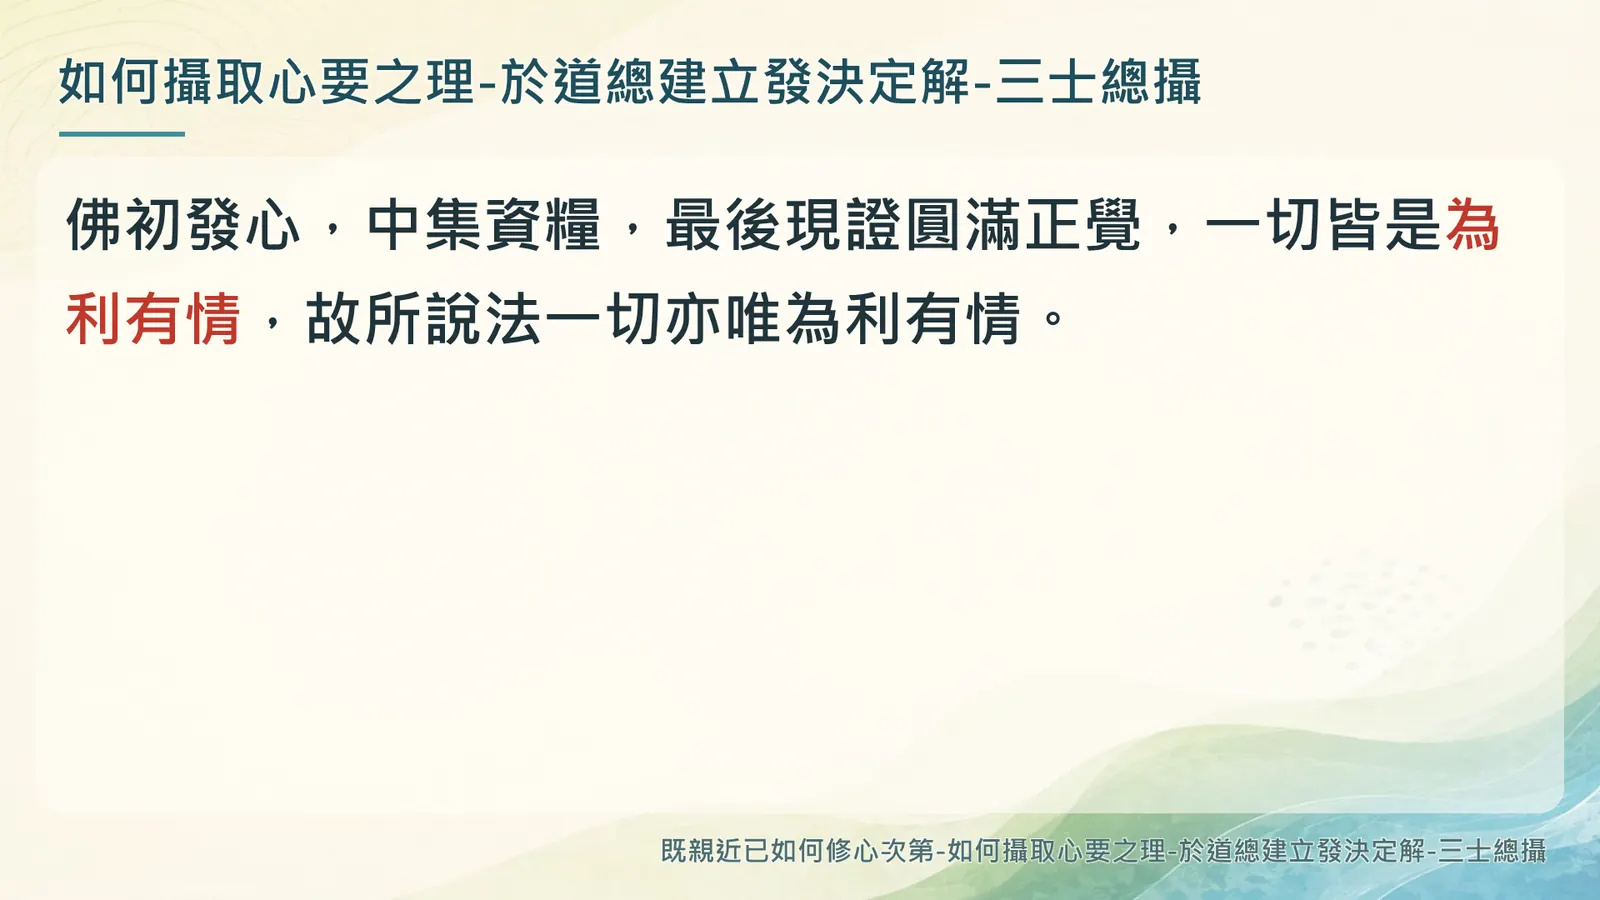 如何攝取心要之理-於道總建立發決定解-三士總攝
佛初發心，中集資糧，最後現證圓滿正覺，一切皆是為
利有情，故所說法一切亦唯為利有情。
既親近已如何修心次第-如何攝取心要之理-於道總建立發決定解-三士總攝